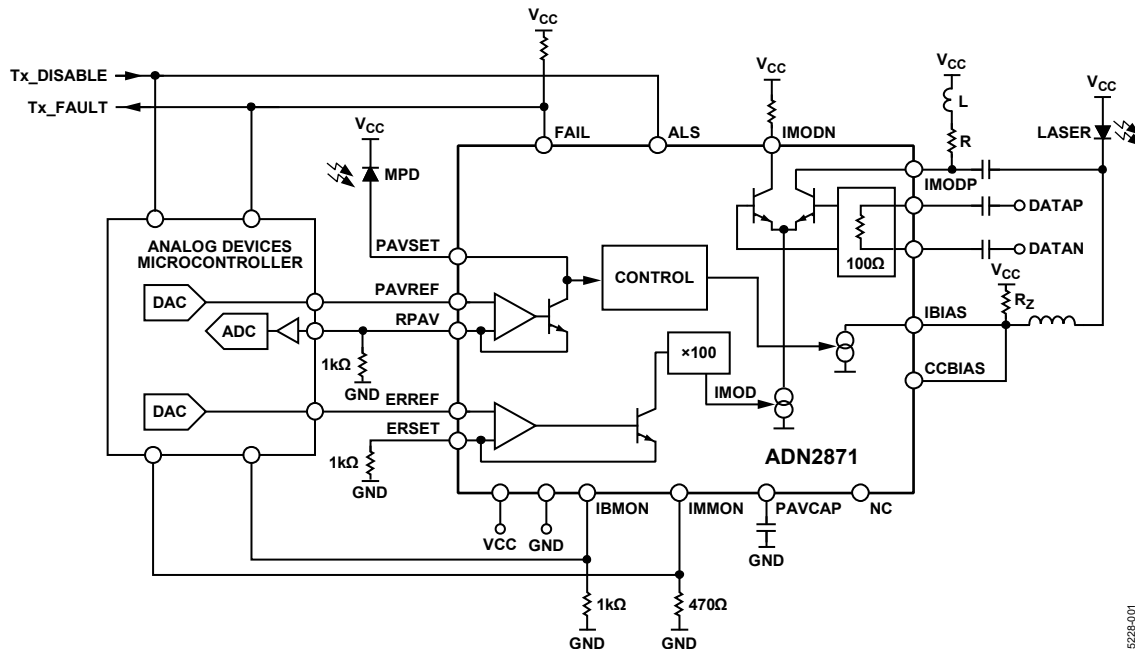 VCC
Tx_DISABLE
Tx_FAULT
VCC
VCC
VCC
L
R
LASER
FAIL
ALS
IMODN
VCC
MPD
IMODP
DATAP
DATAN
100Ω
ANALOG DEVICES
MICROCONTROLLER
PAVSET
CONTROL
VCC
RZ
DAC
PAVREF
ADC
RPAV
IBIAS
1kΩ
GND
×100
CCBIAS
IMOD
DAC
ERREF
ERSET
1kΩ
GND
ADN2871
VCC
GND
IBMON
IMMON
PAVCAP
NC
GND
1kΩ
470Ω
GND
GND
5228-001